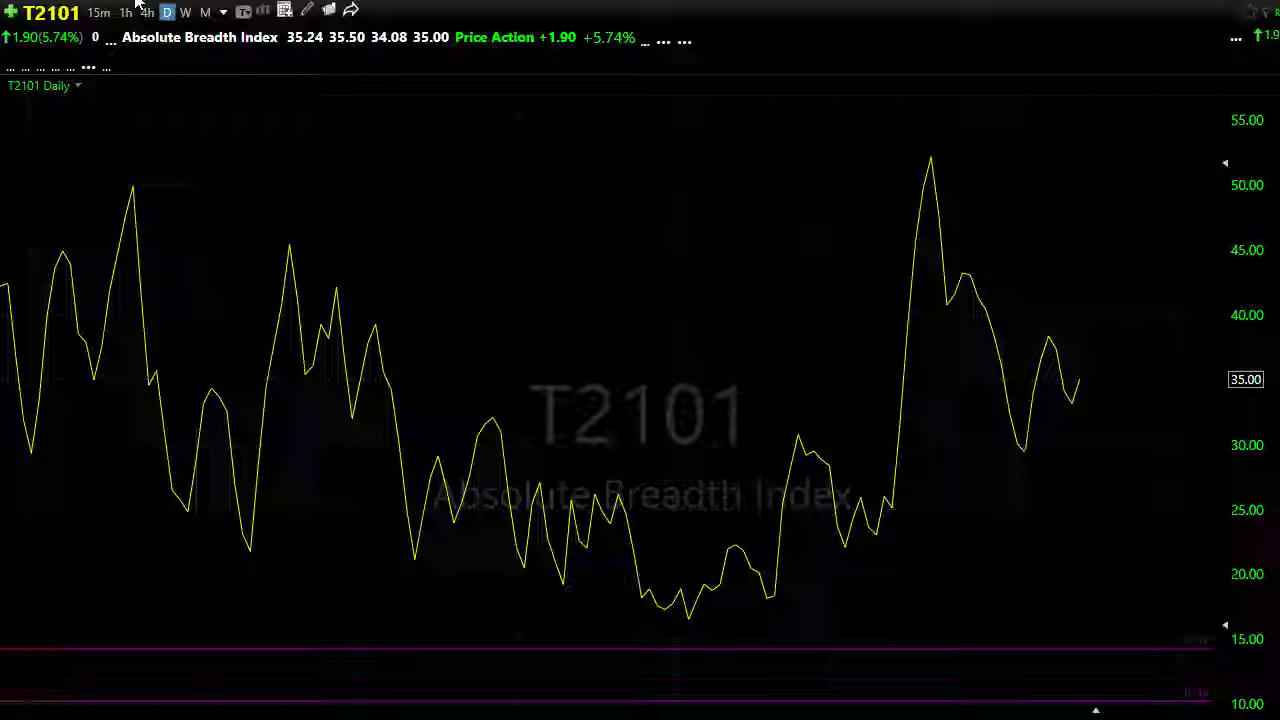 T2101 15m 1h 4h D W M
1.90(5.74%) 0 ... Absolute Breadth Index 35.24 35.50 34.08 35.00 Price Action +1.90 +5.74% ... ... ... ... 1.9
... ... ... ... ... ... ...
T2101 Daily
55.00
50.00
45.00
40.00
35.00
T2101
30.00
Absolute Breadth Index
25.00
20.00
15.00
10.00